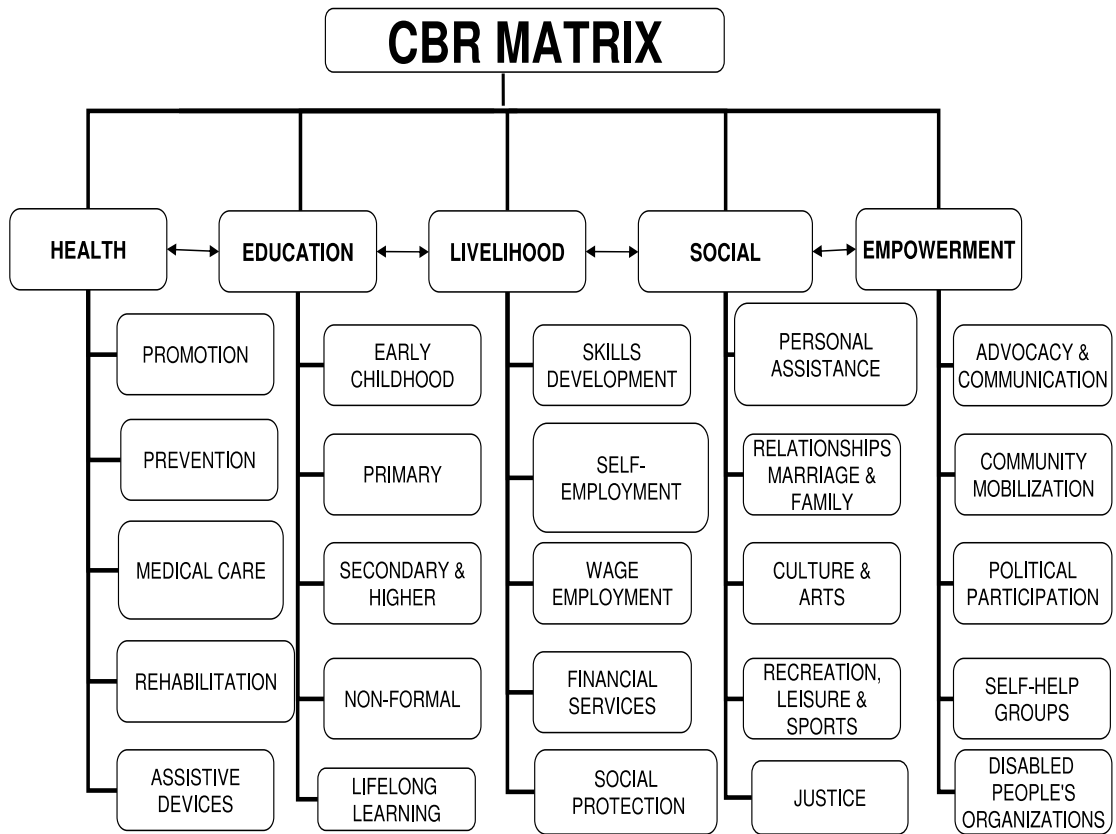 CBR MATRIX
HEALTH
EDUCATION
LIVELIHOOD
SOCIAL
EMPOWERMENT
PROMOTION
PREVENTION
MEDICAL CARE
REHABILITATION
ASSISTIVE
DEVICES
EARLY
CHILDHOOD
PRIMARY
SECONDARY &
HIGHER
NON-FORMAL
LIFELONG
LEARNING
SKILLS
DEVELOPMENT
SELF-
EMPLOYMENT
WAGE
EMPLOYMENT
FINANCIAL
SERVICES
SOCIAL
PROTECTION
PERSONAL
ASSISTANCE
RELATIONSHIPS
MARRIAGE &
FAMILY
CULTURE &
ARTS
RECREATION,
LEISURE &
SPORTS
JUSTICE
ADVOCACY &
COMMUNICATION
COMMUNITY
MOBILIZATION
POLITICAL
PARTICIPATION
SELF-HELP
GROUPS
DISABLED
PEOPLE'S
ORGANIZATIONS